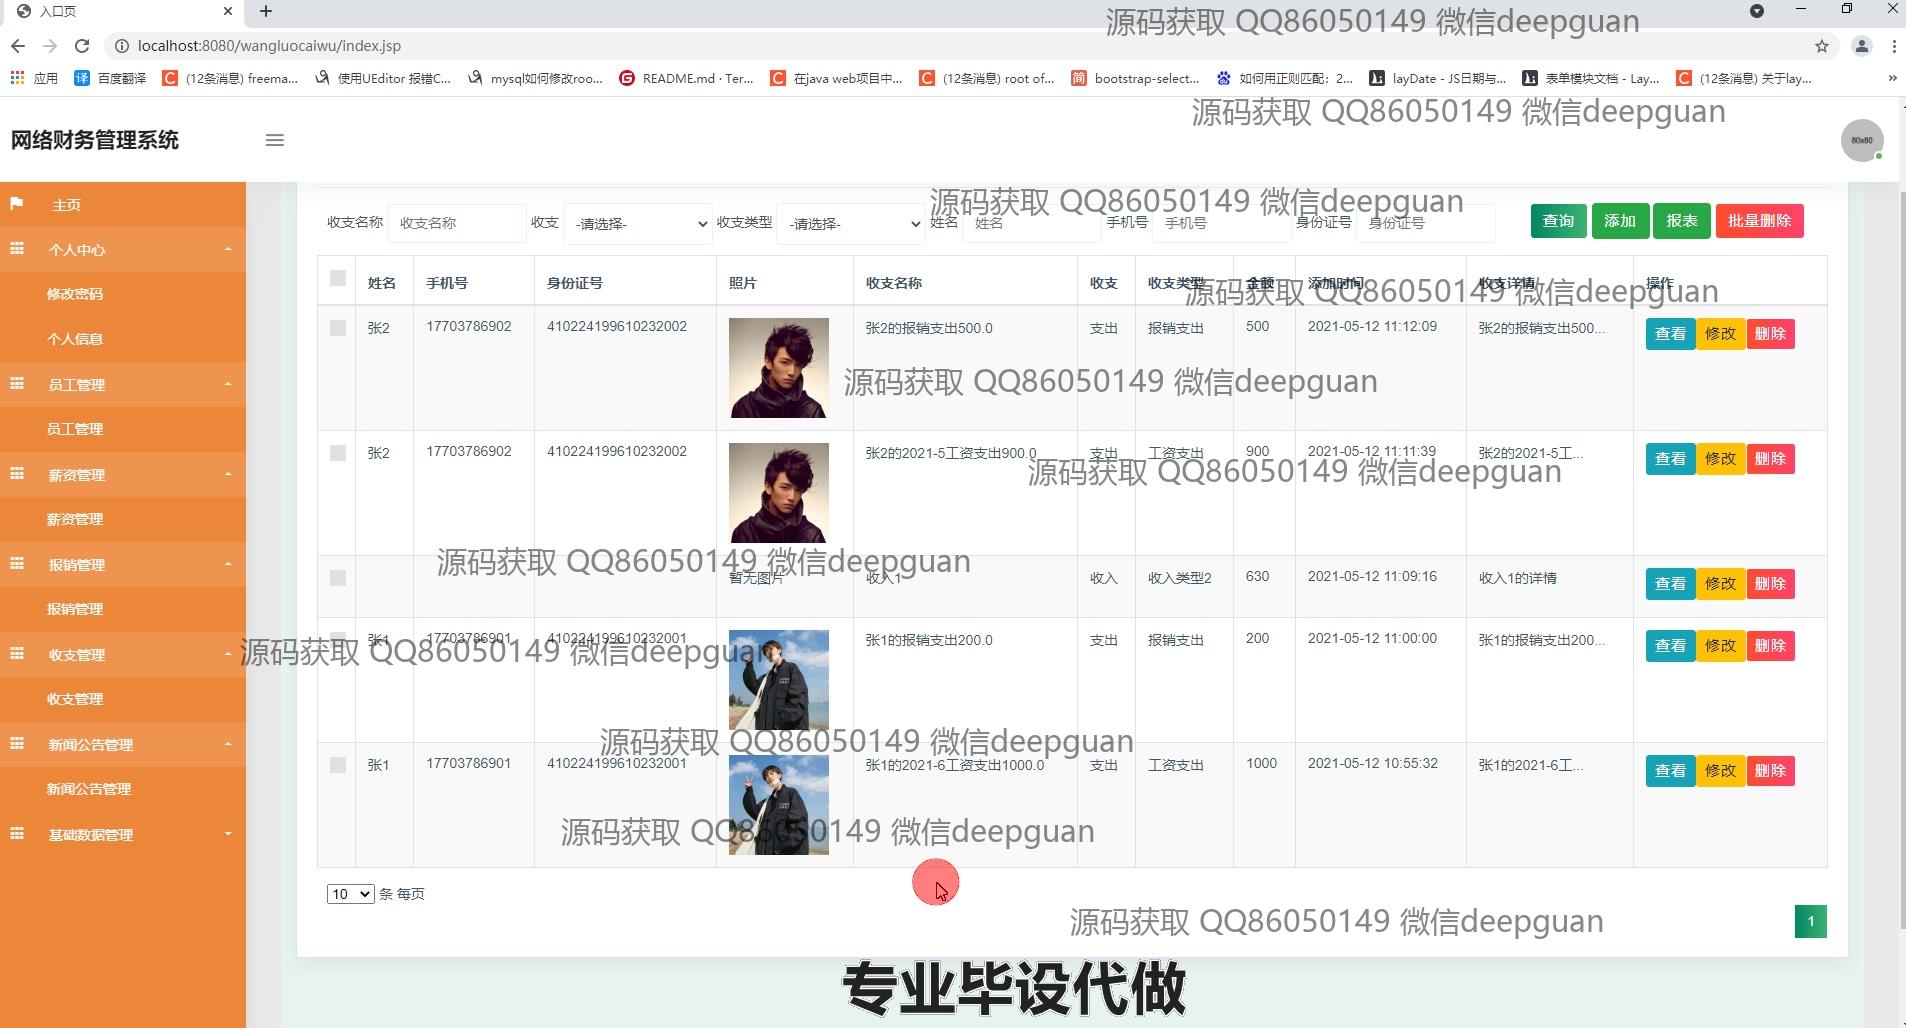 入口页
源码获取 QQ86050149 微信deepguan
localhost:8080/wangluocaiwu/index.jsp
应用 百度翻译 (12条消息) freema... 使用UEditor 报错C... mysql如何修改roo... README.md · Ter... 在java web项目中... (12条消息) root of... bootstrap-select... 如何用正则匹配：2... layDate - JS日期与... 表单模块文档 - Lay... (12条消息) 关于lay... »
源码获取 QQ86050149 微信deepguan
网络财务管理系统
80x80
主页
个人中心
修改密码
个人信息
员工管理
员工管理
薪资管理
薪资管理
报销管理
报销管理
收支管理
收支管理
新闻公告管理
新闻公告管理
基础数据管理
源码获取 QQ86050149 微信deepguan
收支名称 收支名称 收支 -请选择- 收支类型 -请选择- 姓名 姓名 手机号 手机号 身份证号 身份证号 查询 添加 报表 批量删除
姓名 手机号 身份证号 照片 收支名称 收支 收支类型 金额 添加时间 收支详情 操作
源码获取 QQ86050149 微信deepguan
张2 17703786902 410224199610232002 张2的报销支出500.0 支出 报销支出 500 2021-05-12 11:12:09 张2的报销支出500... 查看 修改 删除
源码获取 QQ86050149 微信deepguan
张2 17703786902 410224199610232002 张2的2021-5工资支出900.0 支出 工资支出 900 2021-05-12 11:11:39 张2的2021-5工... 查看 修改 删除
源码获取 QQ86050149 微信deepguan
源码获取 QQ86050149 微信deepguan
暂无图片 收入1 收入 收入类型2 630 2021-05-12 11:09:16 收入1的详情 查看 修改 删除
张1 17703786901 410224199610232001 张1的报销支出200.0 支出 报销支出 200 2021-05-12 11:00:00 张1的报销支出200... 查看 修改 删除
源码获取 QQ86050149 微信deepguan
源码获取 QQ86050149 微信deepguan
张1 17703786901 410224199610232001 张1的2021-6工资支出1000.0 支出 工资支出 1000 2021-05-12 10:55:32 张1的2021-6工... 查看 修改 删除
源码获取 QQ86050149 微信deepguan
10 条 每页
源码获取 QQ86050149 微信deepguan
1
专业毕设代做